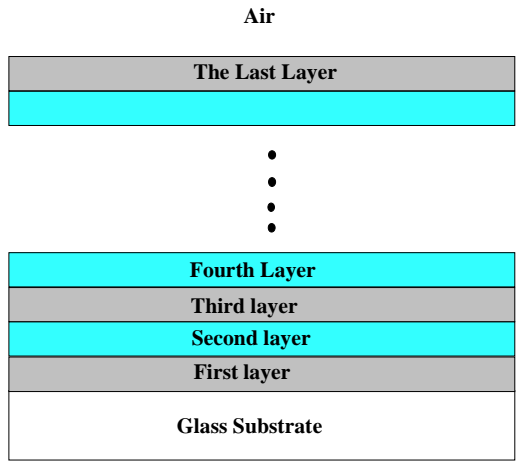 Air
The Last Layer
Fourth Layer
Third layer
Second layer
First layer
Glass Substrate